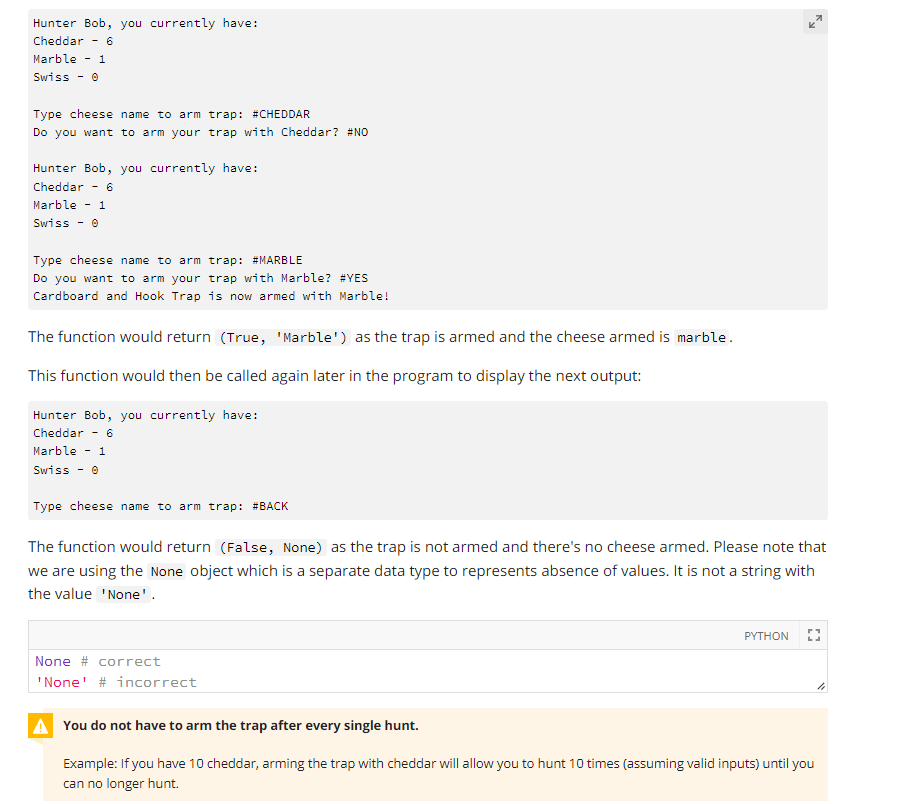 Hunter Bob, you currently have:
Cheddar - 6
Marble - 1
Swiss - 0
Type cheese name to arm trap: #CHEDDAR
Do you want to arm your trap with Cheddar? #NO
Hunter Bob, you currently have:
Cheddar - 6
Marble - 1
Swiss - 0
Type cheese name to arm trap: #MARBLE
Do you want to arm your trap with Marble? #YES
Cardboard and Hook Trap is now armed with Marble!
The function would return (True, 'Marble') as the trap is armed and the cheese armed is marble.
This function would then be called again later in the program to display the next output:
Hunter Bob, you currently have:
Cheddar - 6
Marble - 1
Swiss - 0
Type cheese name to arm trap: #BACK
The function would return (False, None) as the trap is not armed and there's no cheese armed. Please note that
we are using the None object which is a separate data type to represents absence of values. It is not a string with
the value 'None'.
PYTHON
None # correct
'None' # incorrect
You do not have to arm the trap after every single hunt.
Example: If you have 10 cheddar, arming the trap with cheddar will allow you to hunt 10 times (assuming valid inputs) until you
can no longer hunt.